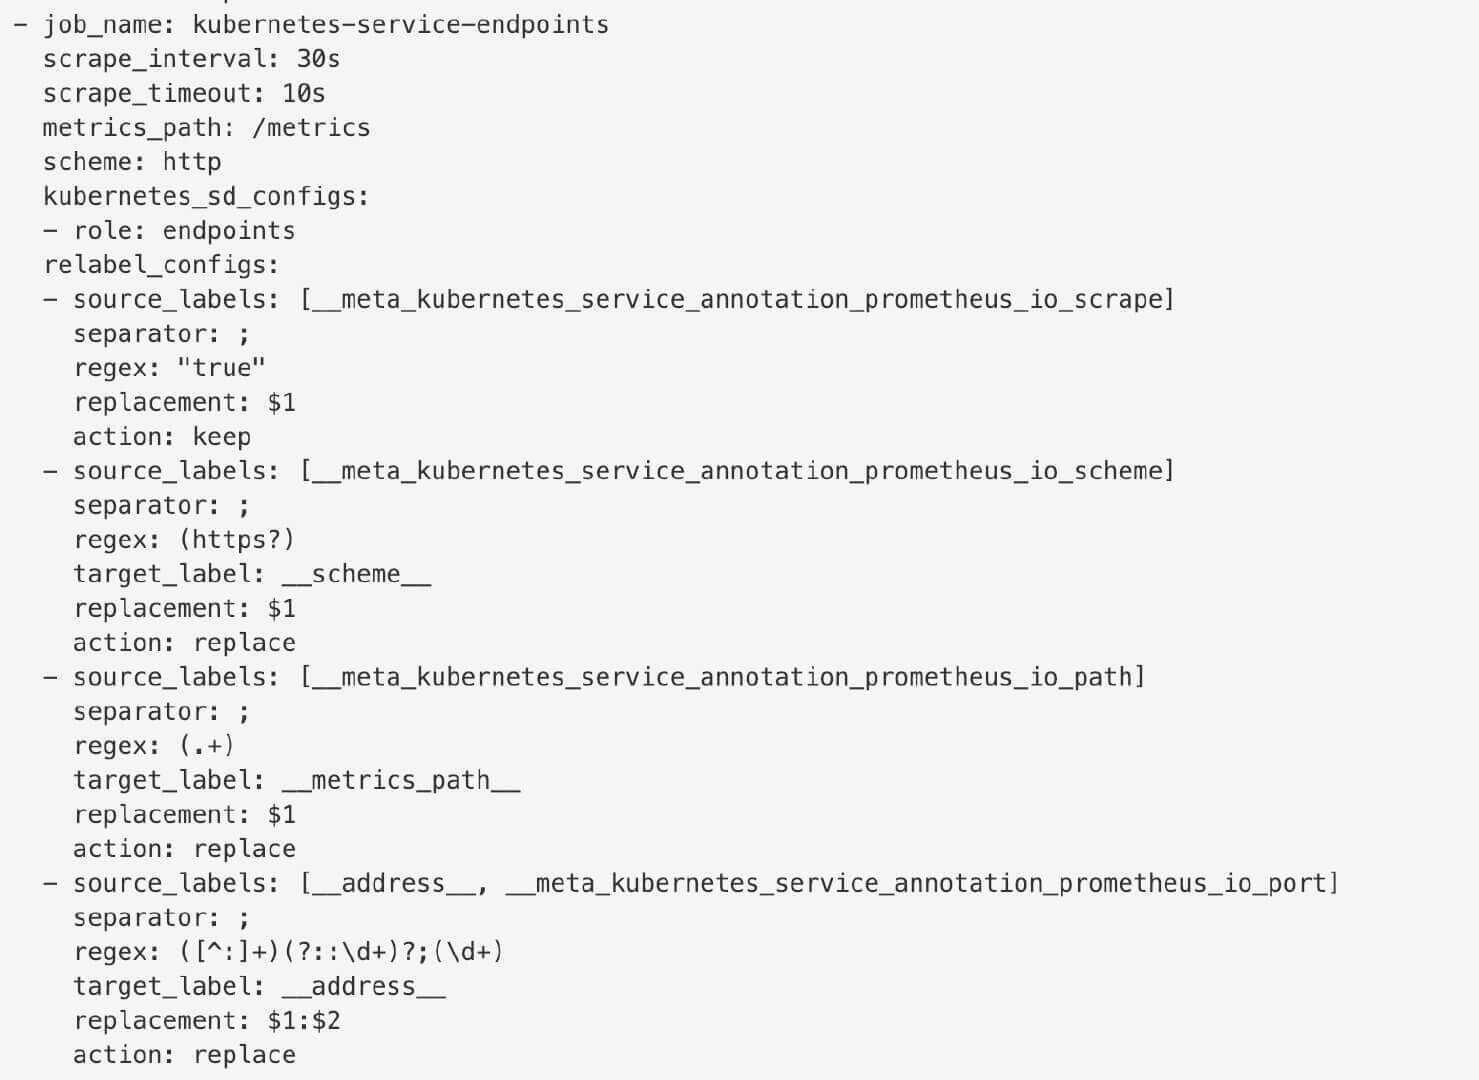 - job_name: kubernetes-service-endpoints
  scrape_interval: 30s
  scrape_timeout: 10s
  metrics_path: /metrics
  scheme: http
  kubernetes_sd_configs:
  - role: endpoints
  relabel_configs:
  - source_labels: [__meta_kubernetes_service_annotation_prometheus_io_scrape]
    separator: ;
    regex: "true"
    replacement: $1
    action: keep
  - source_labels: [__meta_kubernetes_service_annotation_prometheus_io_scheme]
    separator: ;
    regex: (https?)
    target_label: __scheme__
    replacement: $1
    action: replace
  - source_labels: [__meta_kubernetes_service_annotation_prometheus_io_path]
    separator: ;
    regex: (.+)
    target_label: __metrics_path__
    replacement: $1
    action: replace
  - source_labels: [__address__, __meta_kubernetes_service_annotation_prometheus_io_port]
    separator: ;
    regex: ([^:]+)(?::\d+)?;(\d+)
    target_label: __address__
    replacement: $1:$2
    action: replace